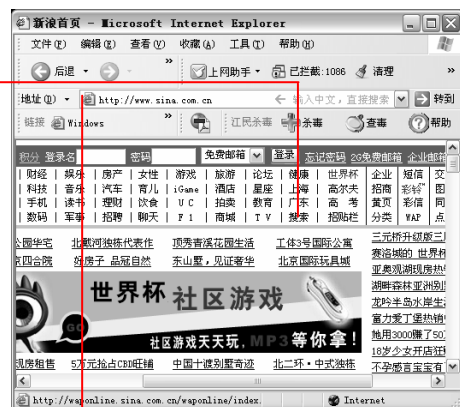 新浪首页 - Microsoft Internet Explorer
文件(F) 编辑(E) 查看(V) 收藏(A) 工具(T) 帮助(H)
后退 » 上网助手 已拦截:1086 清理 »
地址(D) http://www.sina.com.cn ← 输入中文，直接搜索 转到
链接 Windows » 江民杀毒 杀毒 查毒 帮助
积分 登录名 密码 免费邮箱 登录 忘记密码 2G免费邮箱 企业邮箱
| 财经 | 娱乐 | 房产 | 女性 | 游戏 | 旅游 | 论坛 | 健康 | 世界杯 企业 短信 交
| 科技 | 音乐 | 汽车 | 育儿 | iGame | 酒店 | 星座 | 上海 | 高尔夫 招商 彩铃 图
| 手机 | 读书 | 理财 | 饮食 | U C | 拍卖 | 教育 | 广东 | 高 考 黄页 彩信 同
| 数码 | 军事 | 招聘 | 聊天 | F 1 | 商城 | T V | 搜索 | 招贴栏 分类 WAP 点
公园华宅 北戴河独栋代表作 顶秀青溪花园生活 工体3号国际公寓 三元桥升级版三
京四合院 好房子 品冠自然 东山墅，见证奢华 北京国际玩具城 赛洛城的 世界杯
亚奥观湖现房热
湖畔森林亚洲别
世界杯 社区游戏 龙吟半岛水岸生
GO 富力爱丁堡热销
社区游戏天天玩, MP3等你拿! 她用3000赚了50
18岁少女开店狂
现房租售 5万元抢占CBD旺铺 中国十渡别墅奇迹 北二环·中式独栋 不孕感言宝宝有
http://waponline.sina.com.cn/waponline/index. Internet